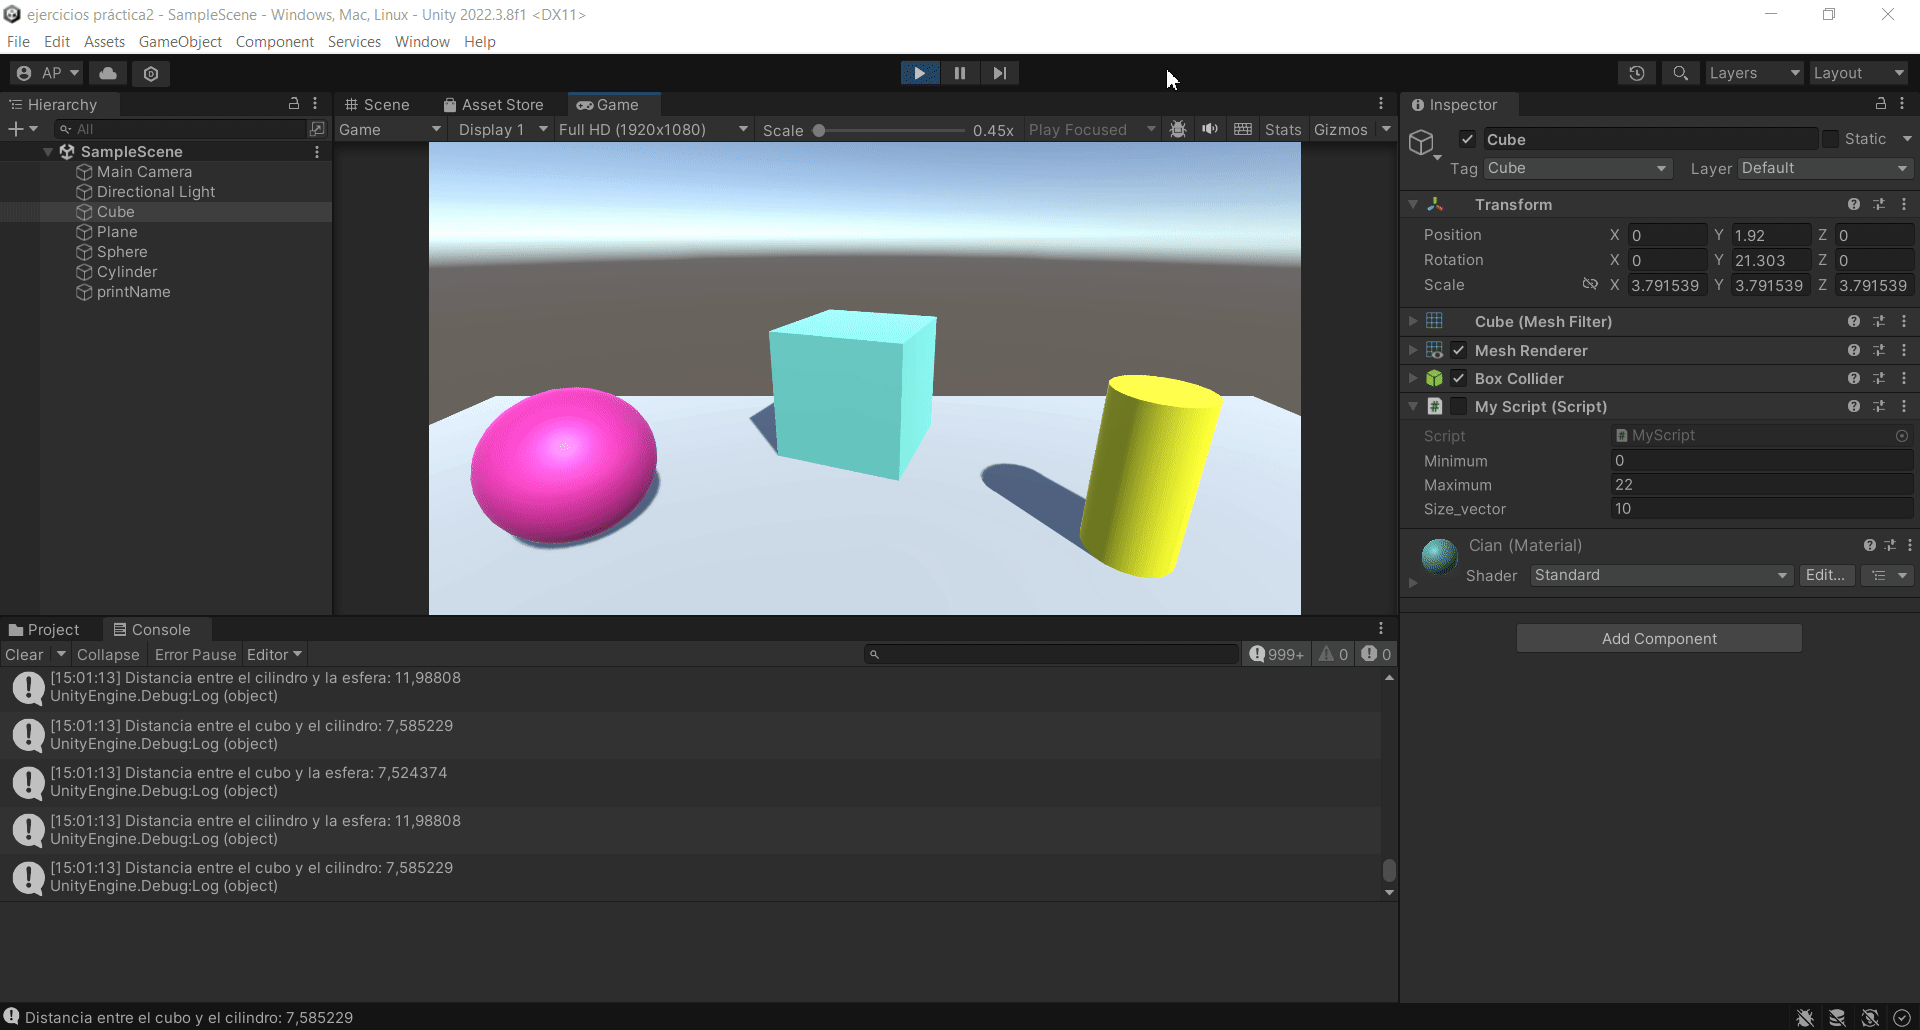 ejercicios práctica2 - SampleScene - Windows, Mac, Linux - Unity 2022.3.8f1 <DX11>
File Edit Assets GameObject Component Services Window Help
AP Layers Layout
Hierarchy
All
SampleScene
Main Camera
Directional Light
Cube
Plane
Sphere
Cylinder
printName
Scene Asset Store Game
Game Display 1 Full HD (1920x1080) Scale 0.45x Play Focused Stats Gizmos
Inspector
Cube Static
Tag Cube Layer Default
Transform
Position X 0 Y 1.92 Z 0
Rotation X 0 Y 21.303 Z 0
Scale X 3.791539 Y 3.791539 Z 3.791539
Cube (Mesh Filter)
Mesh Renderer
Box Collider
# My Script (Script)
Script MyScript
Minimum 0
Maximum 22
Size_vector 10
Cian (Material)
Shader Standard Edit...
Add Component
Project Console
Clear Collapse Error Pause Editor 999+ 0 0
[15:01:13] Distancia entre el cilindro y la esfera: 11,98808
UnityEngine.Debug:Log (object)
[15:01:13] Distancia entre el cubo y el cilindro: 7,585229
UnityEngine.Debug:Log (object)
[15:01:13] Distancia entre el cubo y la esfera: 7,524374
UnityEngine.Debug:Log (object)
[15:01:13] Distancia entre el cilindro y la esfera: 11,98808
UnityEngine.Debug:Log (object)
[15:01:13] Distancia entre el cubo y el cilindro: 7,585229
UnityEngine.Debug:Log (object)
Distancia entre el cubo y el cilindro: 7,585229